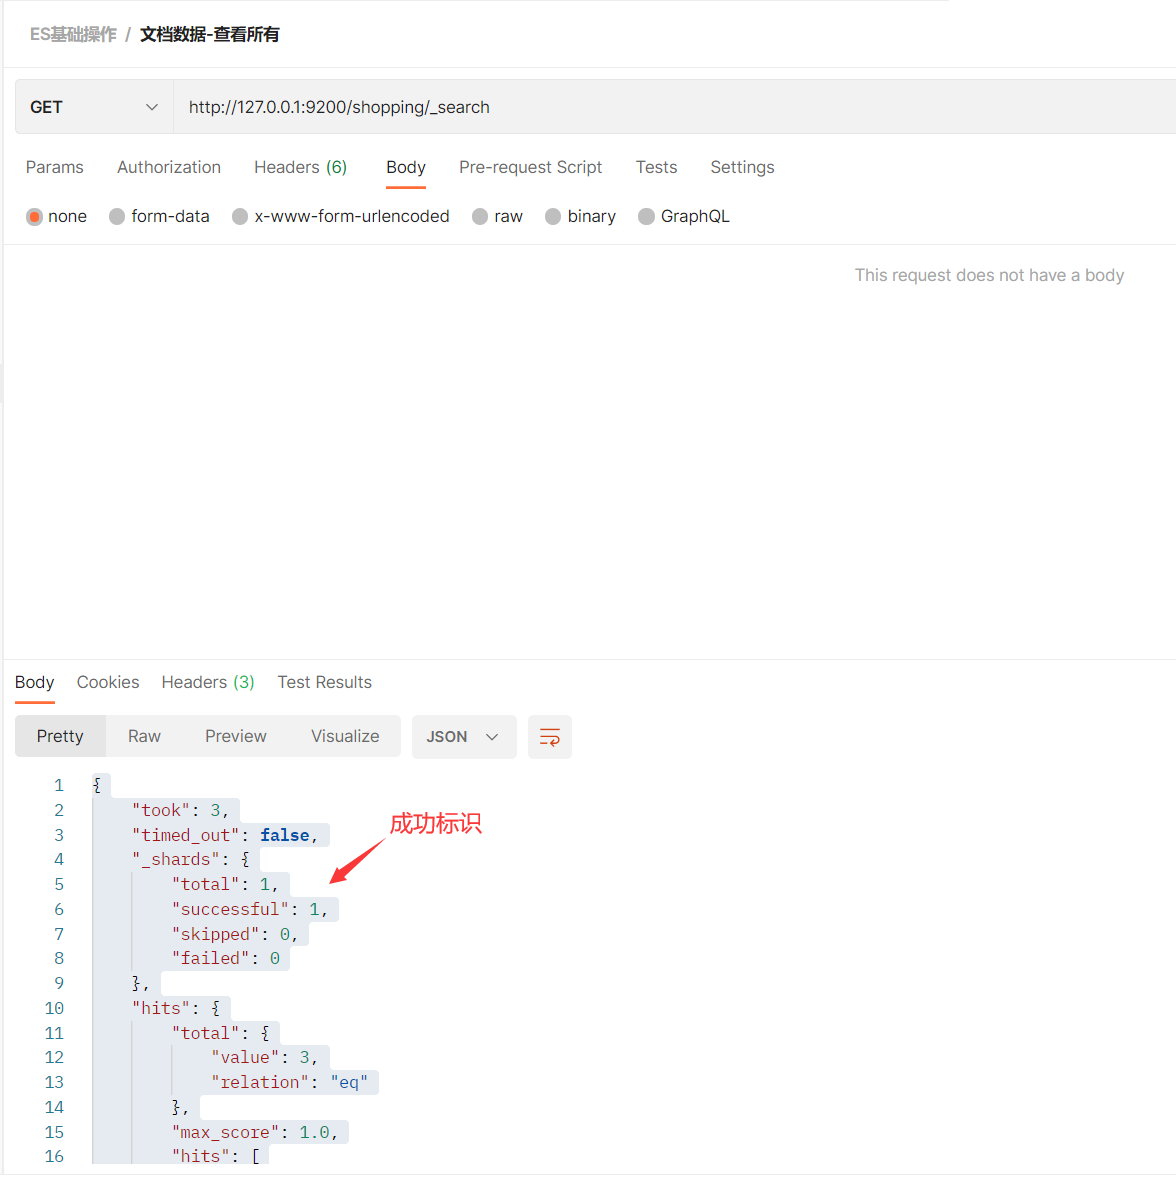 ES基础操作 / 文档数据-查看所有
GET http://127.0.0.1:9200/shopping/_search
Params Authorization Headers (6) Body Pre-request Script Tests Settings
none form-data x-www-form-urlencoded raw binary GraphQL
This request does not have a body
Body Cookies Headers (3) Test Results
Pretty Raw Preview Visualize JSON
1 {
2 "took": 3,
成功标识
3 "timed_out": false,
4 "_shards": {
5 "total": 1,
6 "successful": 1,
7 "skipped": 0,
8 "failed": 0
9 },
10 "hits": {
11 "total": {
12 "value": 3,
13 "relation": "eq"
14 },
15 "max_score": 1.0,
16 "hits": [